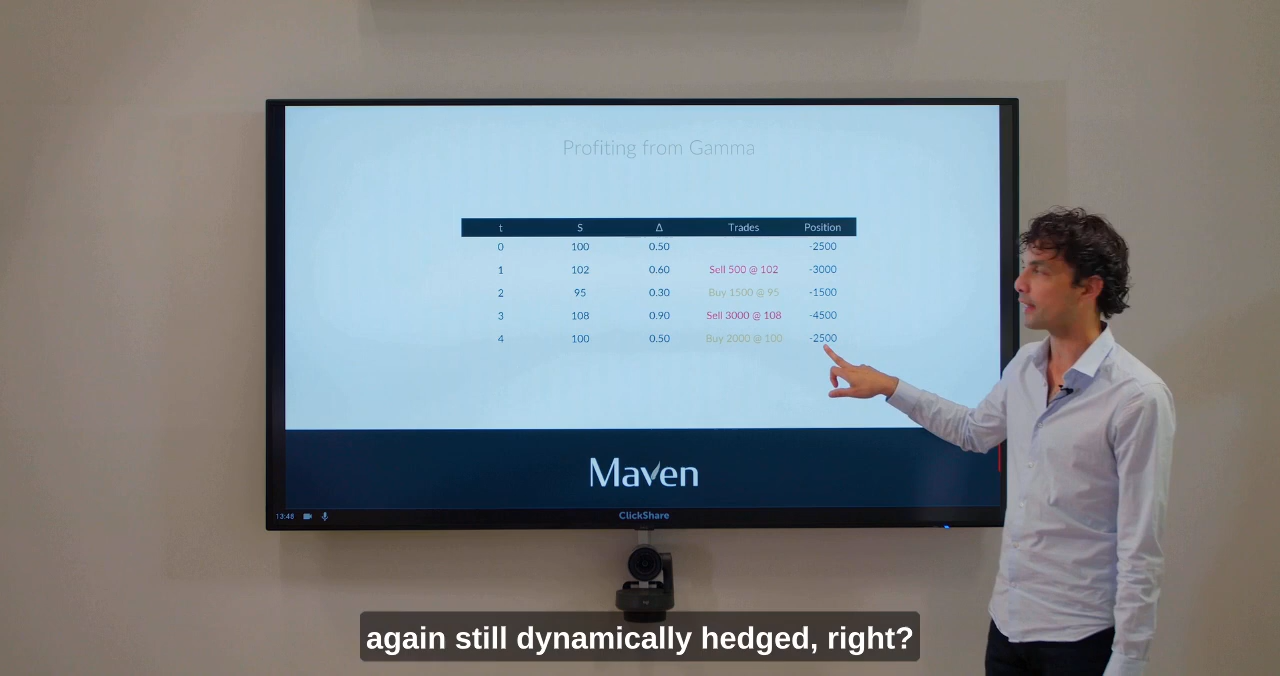 Profiting from Gamma
t S Δ Trades Position
0 100 0.50 -2500
1 102 0.60 Sell 500 @ 102 -3000
2 95 0.30 Buy 1500 @ 95 -1500
3 108 0.90 Sell 3000 @ 108 -4500
4 100 0.50 Buy 2000 @ 100 -2500
Maven
13:48 ClickShare
again still dynamically hedged, right?